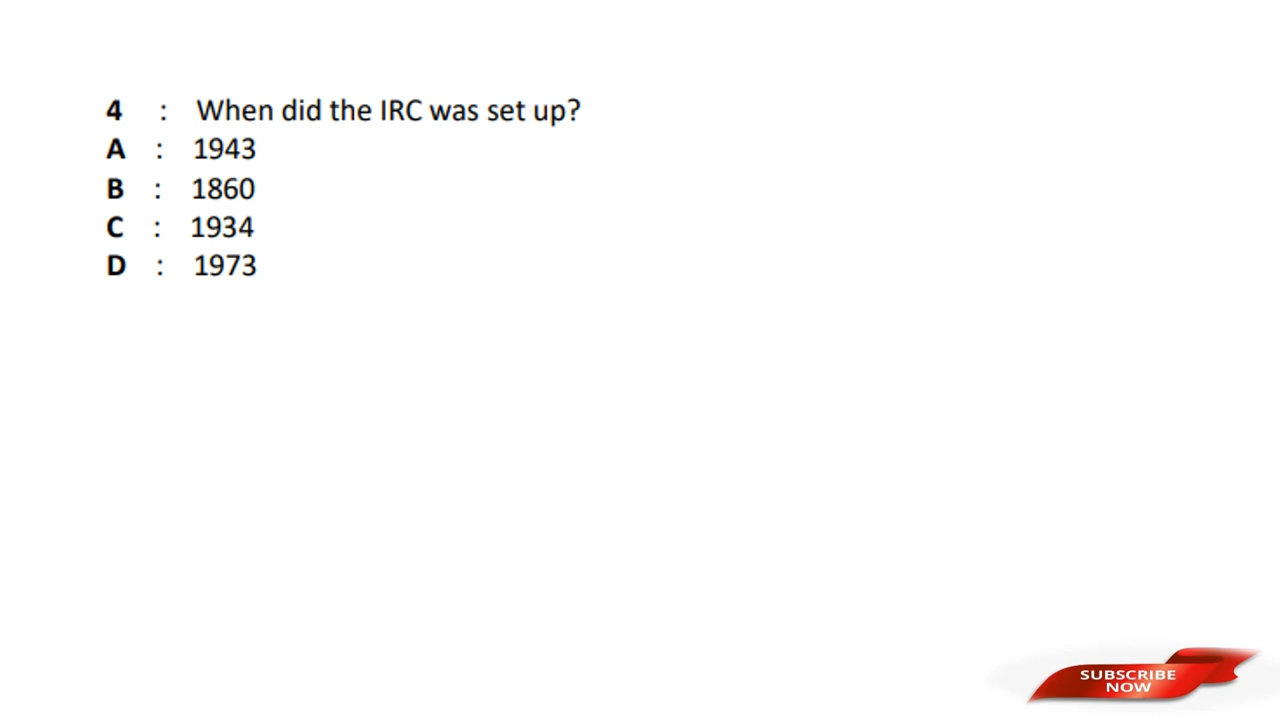 4 : When did the IRC was set up?
A : 1943
B : 1860
C : 1934
D : 1973
SUBSCRIBE
NOW